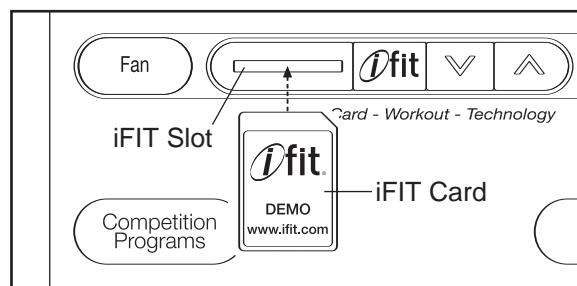 Fan
ifit
Card - Workout - Technology
iFIT Slot
ifit®
iFIT Card
DEMO
www.ifit.com
Competition
Programs